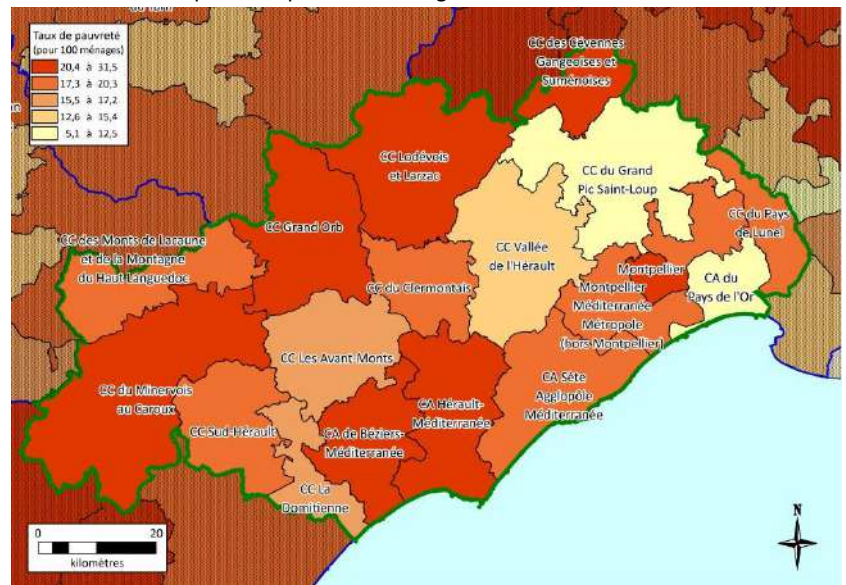 Taux de pauvreté
(pour 100 ménages)
20,4 à 31,5
17,3 à 20,3
15,5 à 17,2
12,6 à 15,4
5,1 à 12,5
CC des Cévennes
Gangeoises et
Suménoises
CC Lodévois
et Larzac
CC du Grand
Pic Saint-Loup
CC Grand Orb
CC du Pays
de Lunel
CC des Monts de Lacaune
et de la Montagne
du Haut Languedoc
CC Vallée
de l'Hérault
Montpellier
CA du
Pays de l'Or
CC du Clermontais
Montpellier
Méditerranée
Métropole
(hors Montpellier)
CC Les Avant-Monts
CC du Minervois
au Caroux
CA Sète
Agglopôle
Méditerranée
CA Hérault-
Méditerranée
CC Sud-Hérault
CA de Béziers-
Méditerranée
CC La
Domitienne
0 20
kilomètres
N